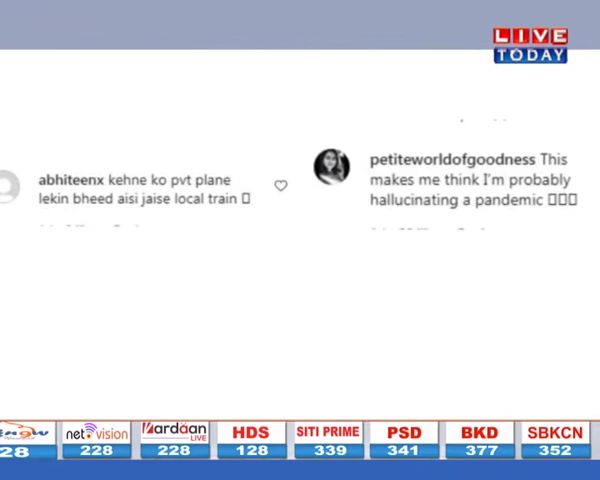 LIVE
TODAY
abhiteenx kehne ko pvt plane
lekin bheed aisi jaise local train
petiteworldofgoodness This
makes me think I'm probably
hallucinating a pandemic
net vision
Vardaan
LIVE
HDS
SITI PRIME
PSD
BKD
SBKCN
28
228
228
128
339
341
377
352